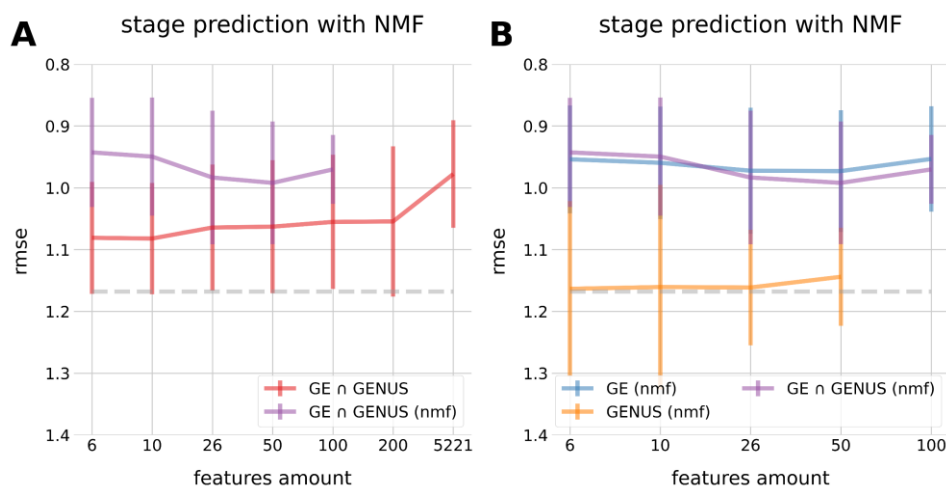 A
stage prediction with NMF
0.8
0.9
1.0
1.1
1.2
1.3
1.4
rmse
GE ∩ GENUS
GE ∩ GENUS (nmf)
6 10 26 50 100 200 5221
features amount
B
stage prediction with NMF
0.8
0.9
1.0
1.1
1.2
1.3
1.4
rmse
GE (nmf)
GENUS (nmf)
GE ∩ GENUS (nmf)
6 10 26 50 100
features amount